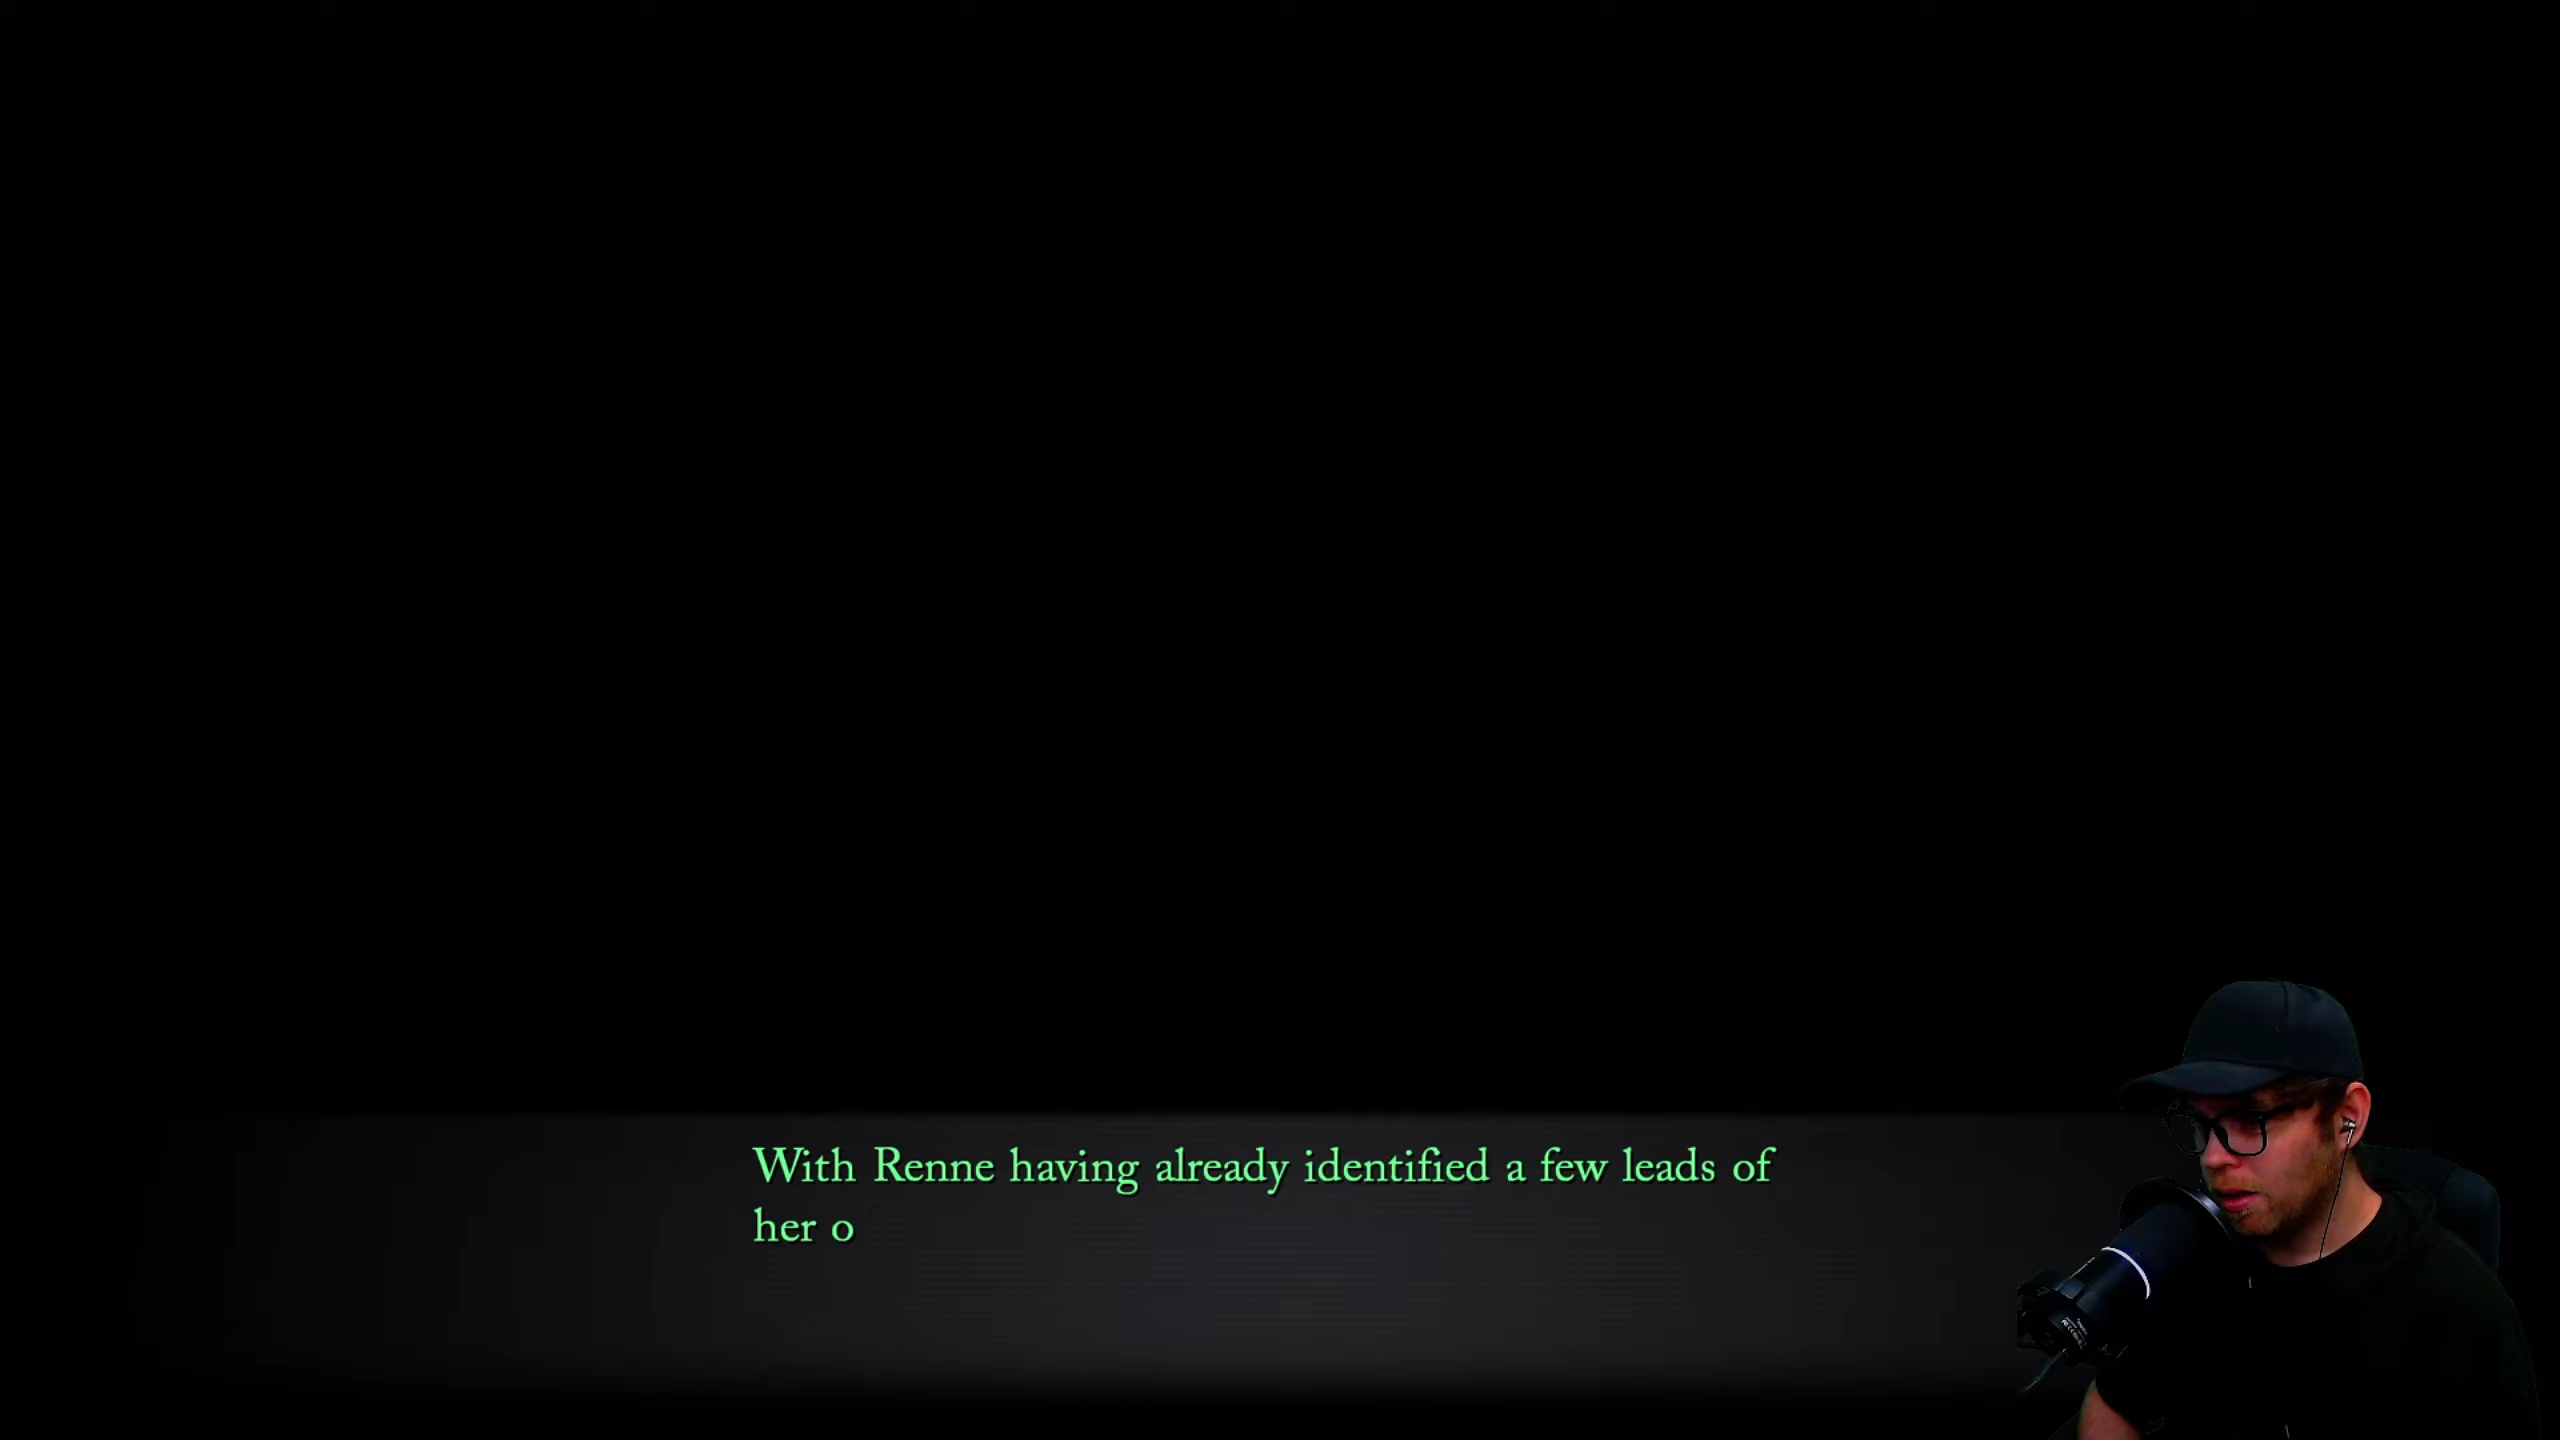 With Renne having already identified a few leads of
her o